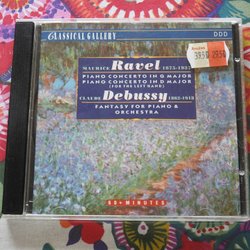 CLASSICAL GALLERY
DDD
MAURICE Ravel 1875-1937
PIANO CONCERTO IN G MAJOR
PIANO CONCERTO IN D MAJOR
(FOR THE LEFT HAND)
CLAUDE Debussy 1862-1918
FANTASY FOR PIANO &
ORCHESTRA
60+ MINUTES